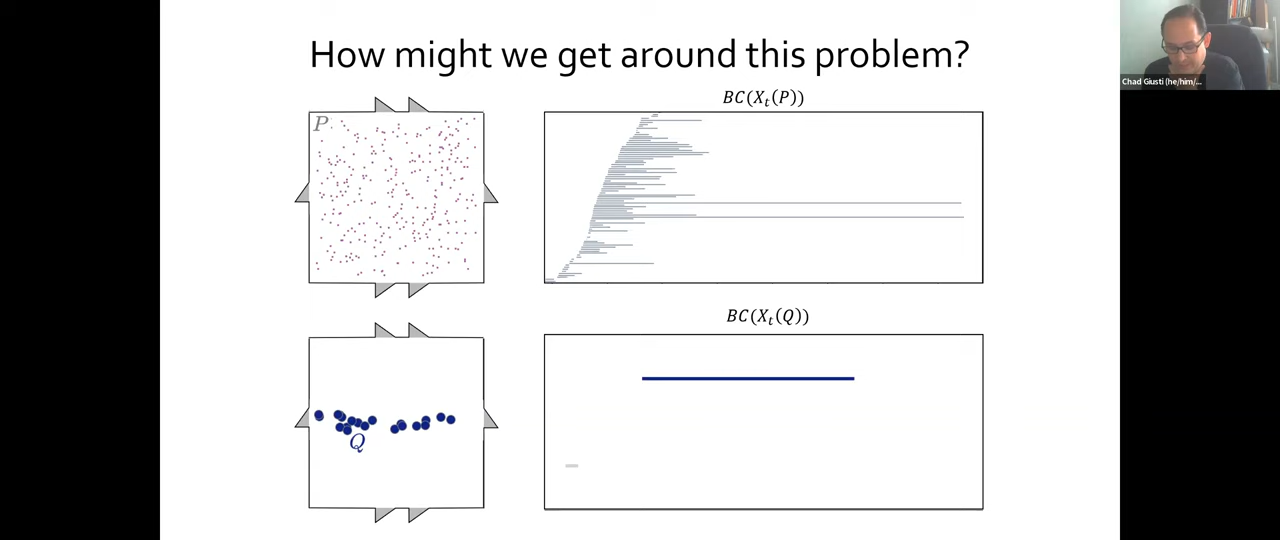 How might we get around this problem?
Chad Giusti (he/him/...
BC(X_t(P))
P
BC(X_t(Q))
Q